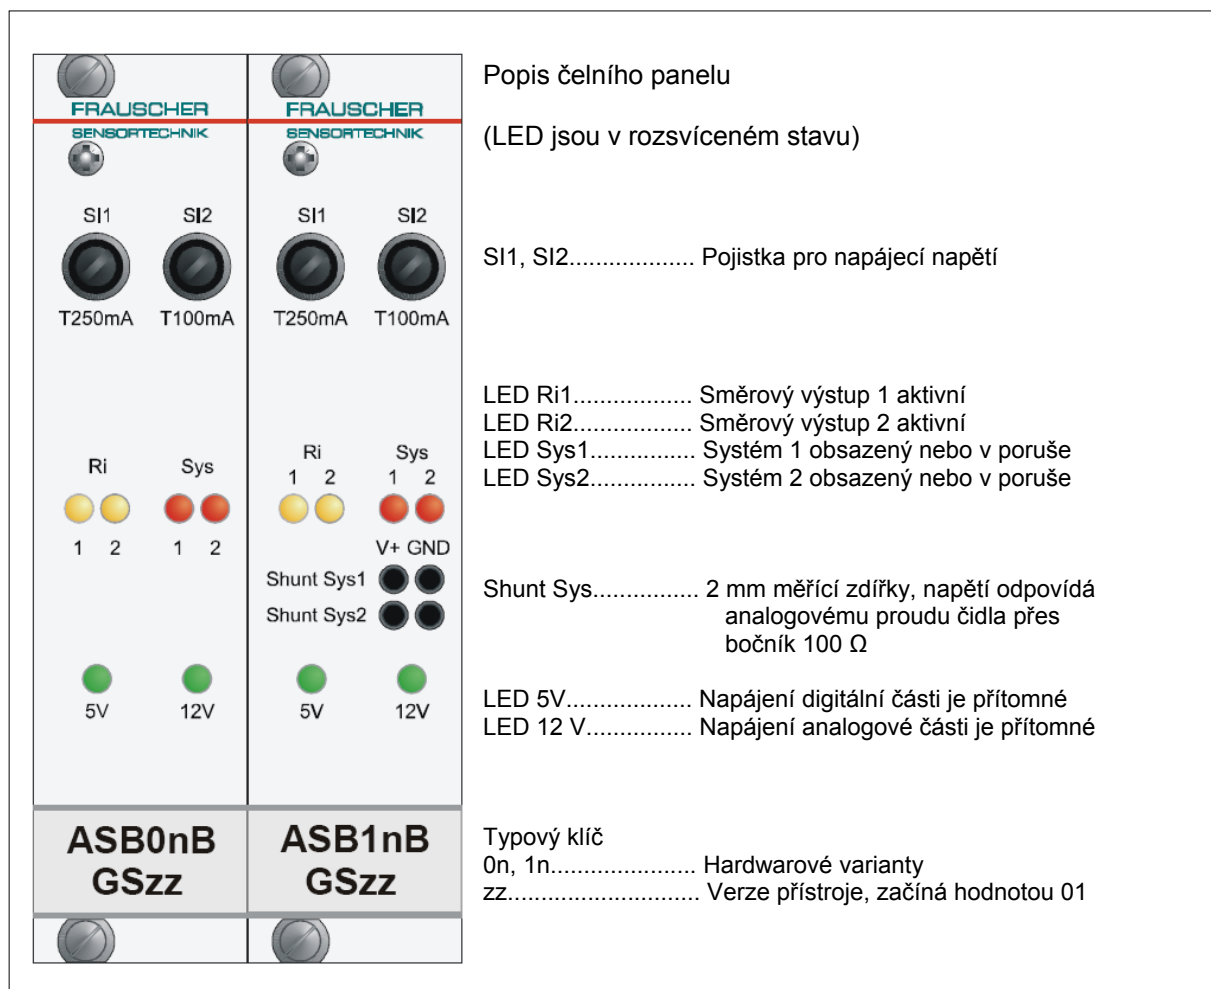 FRAUSCHER
SENSORTECHNIK
SI1 SI2
T250mA T100mA
Ri Sys
1 2 1 2
5V 12V
ASB0nB
GSzz
FRAUSCHER
SENSORTECHNIK
SI1 SI2
T250mA T100mA
Ri Sys
1 2 1 2
V+ GND
Shunt Sys1
Shunt Sys2
5V 12V
ASB1nB
GSzz
Popis čelního panelu
(LED jsou v rozsvíceném stavu)
SI1, SI2................... Pojistka pro napájecí napětí
LED Ri1.................. Směrový výstup 1 aktivní
LED Ri2.................. Směrový výstup 2 aktivní
LED Sys1................ Systém 1 obsazený nebo v poruše
LED Sys2................ Systém 2 obsazený nebo v poruše
Shunt Sys................ 2 mm měřící zdířky, napětí odpovídá
analogovému proudu čidla přes
bočník 100 Ω
LED 5V................... Napájení digitální části je přítomné
LED 12 V................ Napájení analogové části je přítomné
Typový klíč
0n, 1n...................... Hardwarové varianty
zz............................. Verze přístroje, začíná hodnotou 01